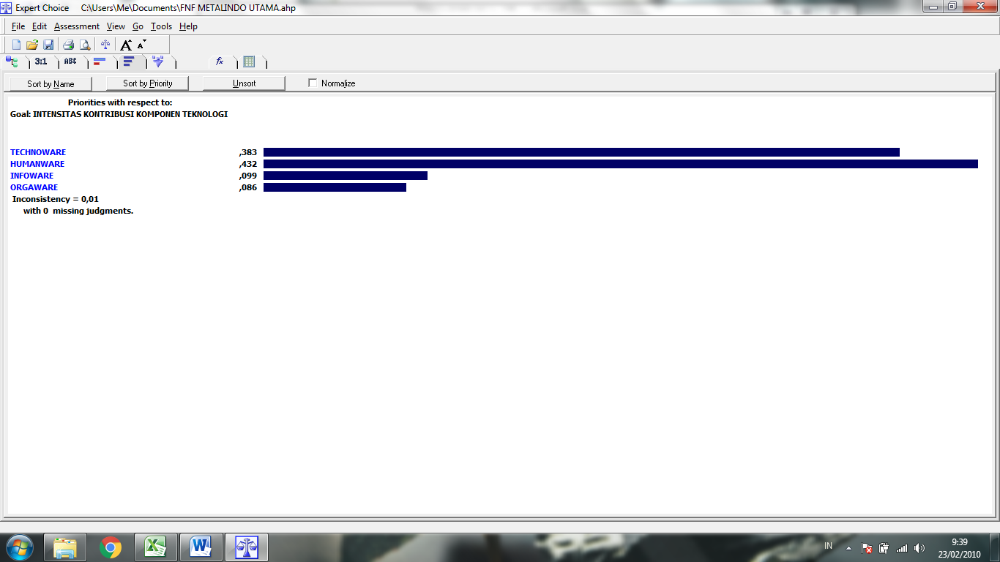 Expert Choice C:\Users\Me\Documents\FNF METALINDO UTAMA.ahp
File Edit Assessment View Go Tools Help
A A
3:1 ABC fx
Sort by Name Sort by Priority Unsort Normalize
Priorities with respect to:
Goal: INTENSITAS KONTRIBUSI KOMPONEN TEKNOLOGI
TECHNOWARE ,383
HUMANWARE ,432
INFOWARE ,099
ORGAWARE ,086
Inconsistency = 0,01
with 0 missing judgments.
IN 9:39
23/02/2010